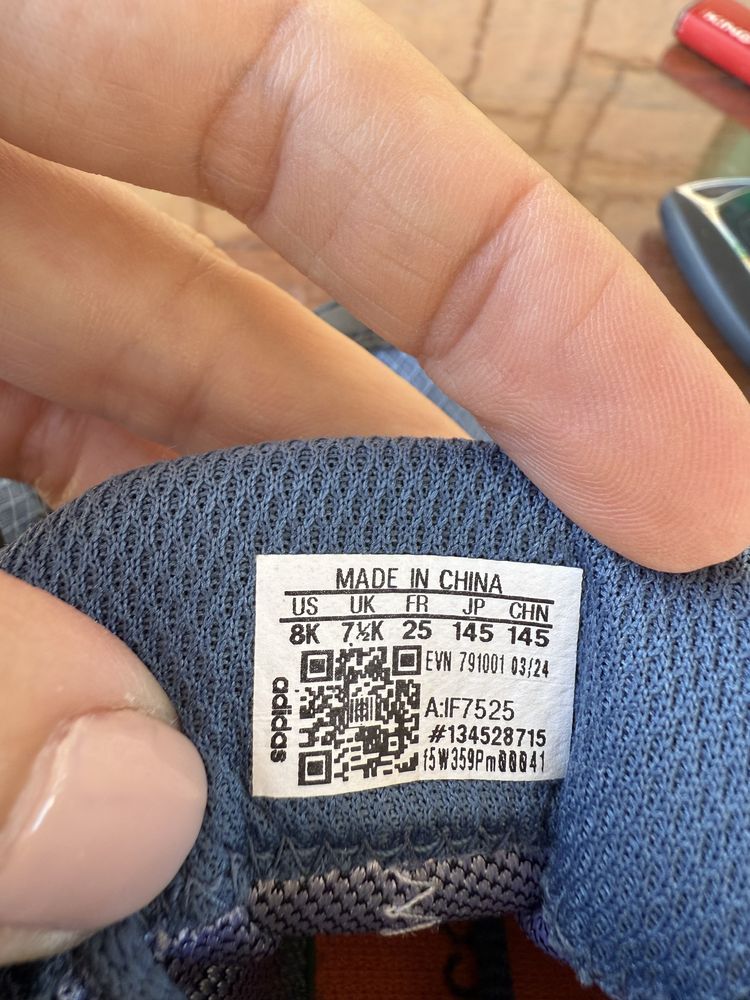 MADE IN CHINA
US UK FR JP CHN
8K 7½K 25 145 145
EVN 791001 03/24
A:IF7525
#134528715
adidas